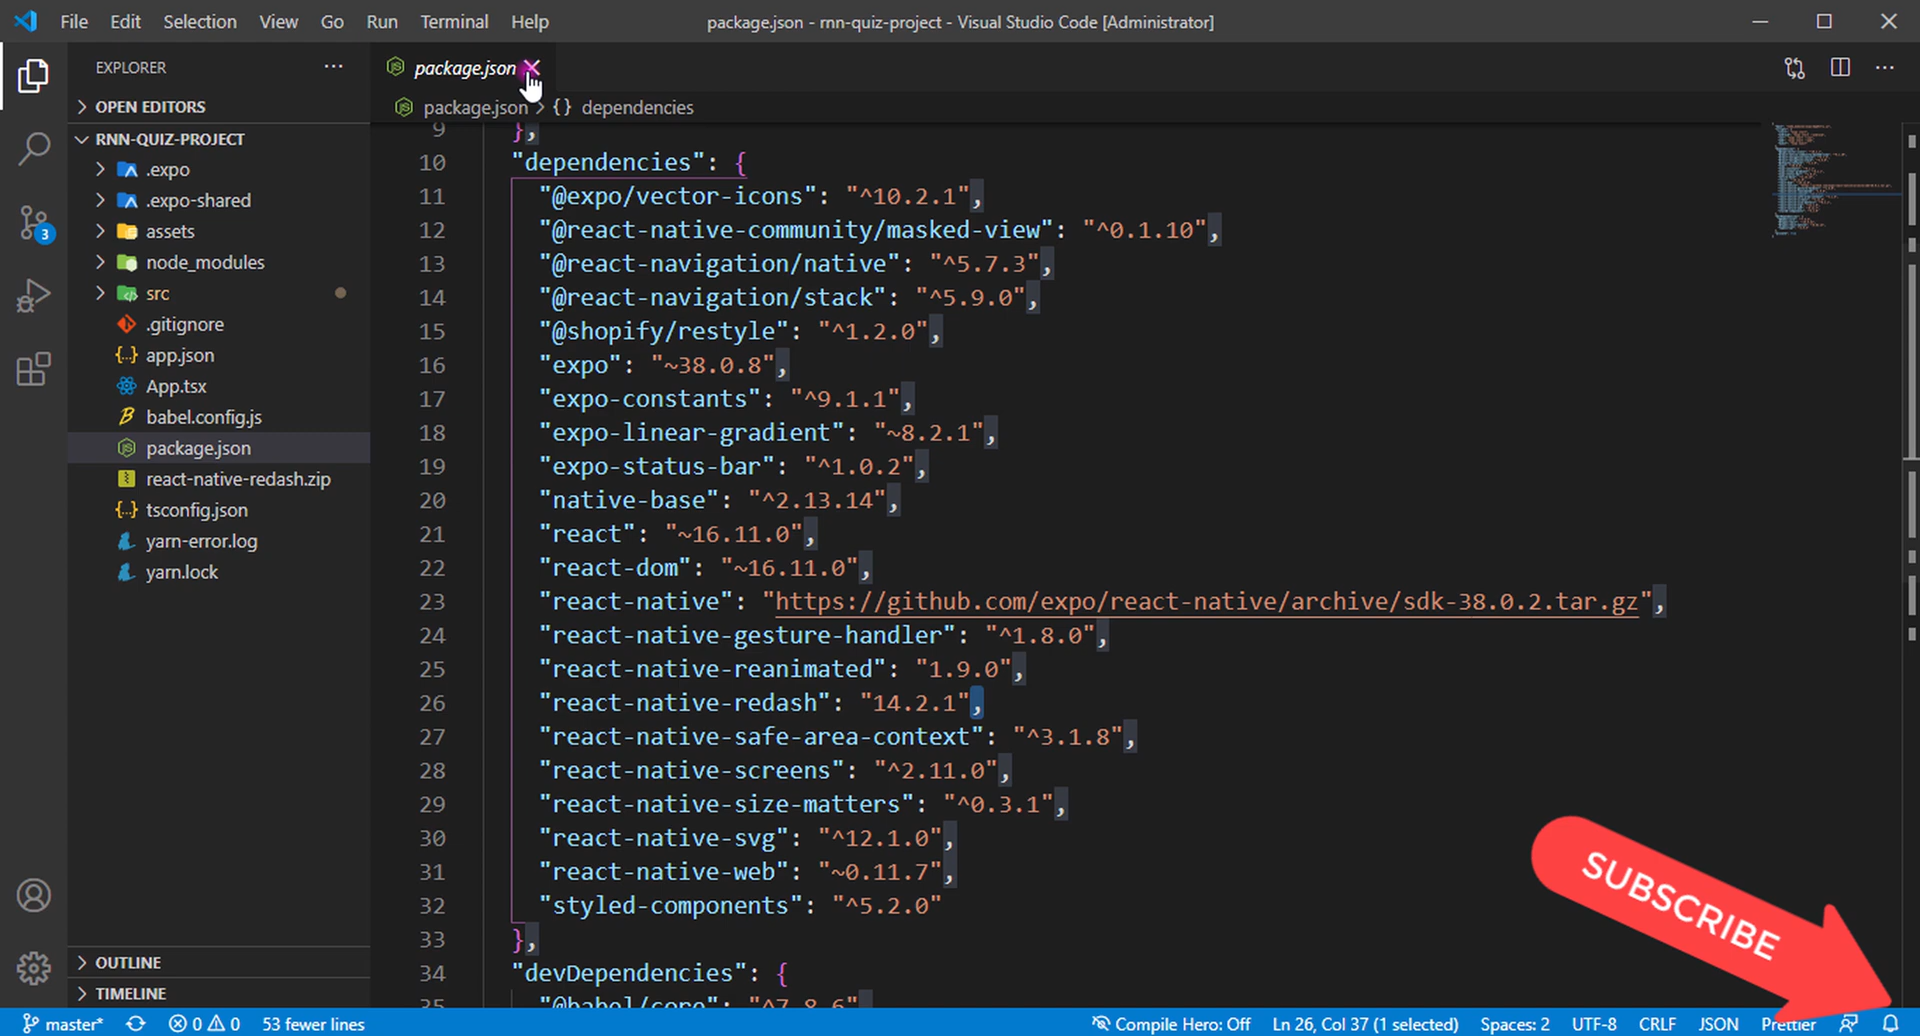 File Edit Selection View Go Run Terminal Help
package.json - rnn-quiz-project - Visual Studio Code [Administrator]
EXPLORER
OPEN EDITORS
RNN-QUIZ-PROJECT
.expo
.expo-shared
assets
node_modules
src
.gitignore
app.json
App.tsx
babel.config.js
package.json
react-native-redash.zip
tsconfig.json
yarn-error.log
yarn.lock
OUTLINE
TIMELINE
3
package.json
package.json > {} dependencies
9 },
10 "dependencies": {
11 "@expo/vector-icons": "^10.2.1",
12 "@react-native-community/masked-view": "^0.1.10",
13 "@react-navigation/native": "^5.7.3",
14 "@react-navigation/stack": "^5.9.0",
15 "@shopify/restyle": "^1.2.0",
16 "expo": "~38.0.8",
17 "expo-constants": "^9.1.1",
18 "expo-linear-gradient": "~8.2.1",
19 "expo-status-bar": "^1.0.2",
20 "native-base": "^2.13.14",
21 "react": "~16.11.0",
22 "react-dom": "~16.11.0",
23 "react-native": "https://github.com/expo/react-native/archive/sdk-38.0.2.tar.gz",
24 "react-native-gesture-handler": "^1.8.0",
25 "react-native-reanimated": "1.9.0",
26 "react-native-redash": "14.2.1",
27 "react-native-safe-area-context": "^3.1.8",
28 "react-native-screens": "^2.11.0",
29 "react-native-size-matters": "^0.3.1",
30 "react-native-svg": "^12.1.0",
31 "react-native-web": "~0.11.7",
32 "styled-components": "^5.2.0"
33 },
34 "devDependencies": {
35 "@babel/core": "^7.8.6",
SUBSCRIBE
master* 0 0 53 fewer lines Compile Hero: Off Ln 26, Col 37 (1 selected) Spaces: 2 UTF-8 CRLF JSON Prettier